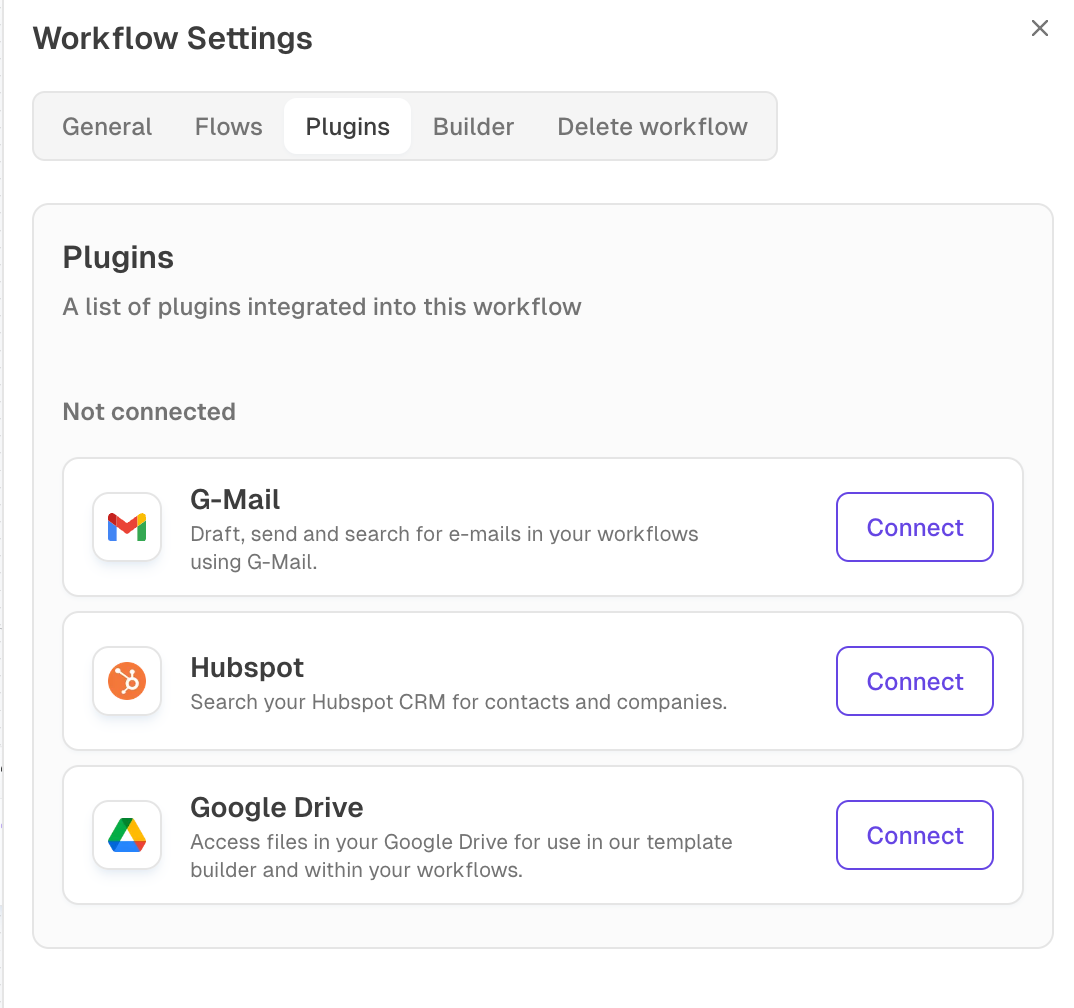 Workflow Settings
General Flows Plugins Builder Delete workflow
Plugins
A list of plugins integrated into this workflow
Not connected
G-Mail
Draft, send and search for e-mails in your workflows
using G-Mail.
Connect
Hubspot
Search your Hubspot CRM for contacts and companies.
Connect
Google Drive
Access files in your Google Drive for use in our template
builder and within your workflows.
Connect